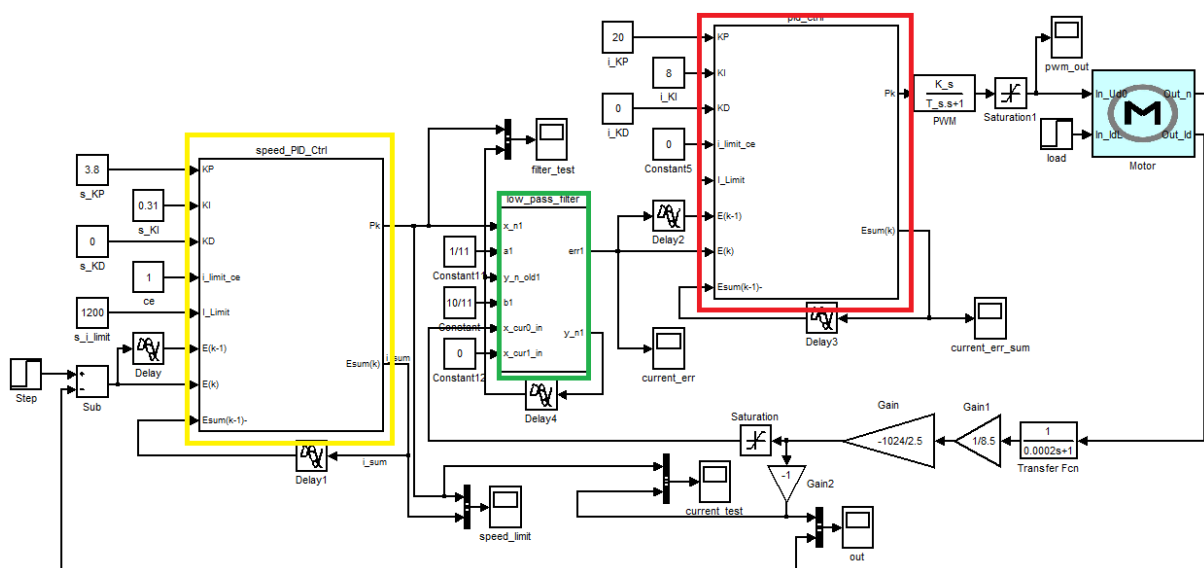 speed_PID_Ctrl
3.8
s_KP
0.31
s_KI
0
s_KD
1
ce
1200
s_i_limit
Delay
Step
Sub
KP
KI
KD
i_limit_ce
I_Limit
E(k-1)
E(k)
Esum(k-1)-
Pk
Esum(k)
i_sum
i_sum
Delay1
filter_test
low_pass_filter
1/11
Constant11
10/11
Constant
0
Constant12
x_n1
a1
y_n_old1
b1
x_cur0_in
x_cur1_in
err1
y_n1
Delay4
current_err
Delay2
pid_ctrl
20
i_KP
8
i_KI
0
i_KD
0
Constant5
KP
KI
KD
i_limit_ce
I_Limit
E(k-1)
E(k)
Esum(k-1)-
Pk
Esum(k)
Delay3
current_err_sum
K_s
T_s.s+1
PWM
Saturation1
pwm_out
load
In_Ud0
Out_n
M
Out_Id
Motor
Saturation
Gain
-1024/2.5
Gain1
1/8.5
1
0.0002s+1
Transfer Fcn
-1
Gain2
current_test
speed_limit
out